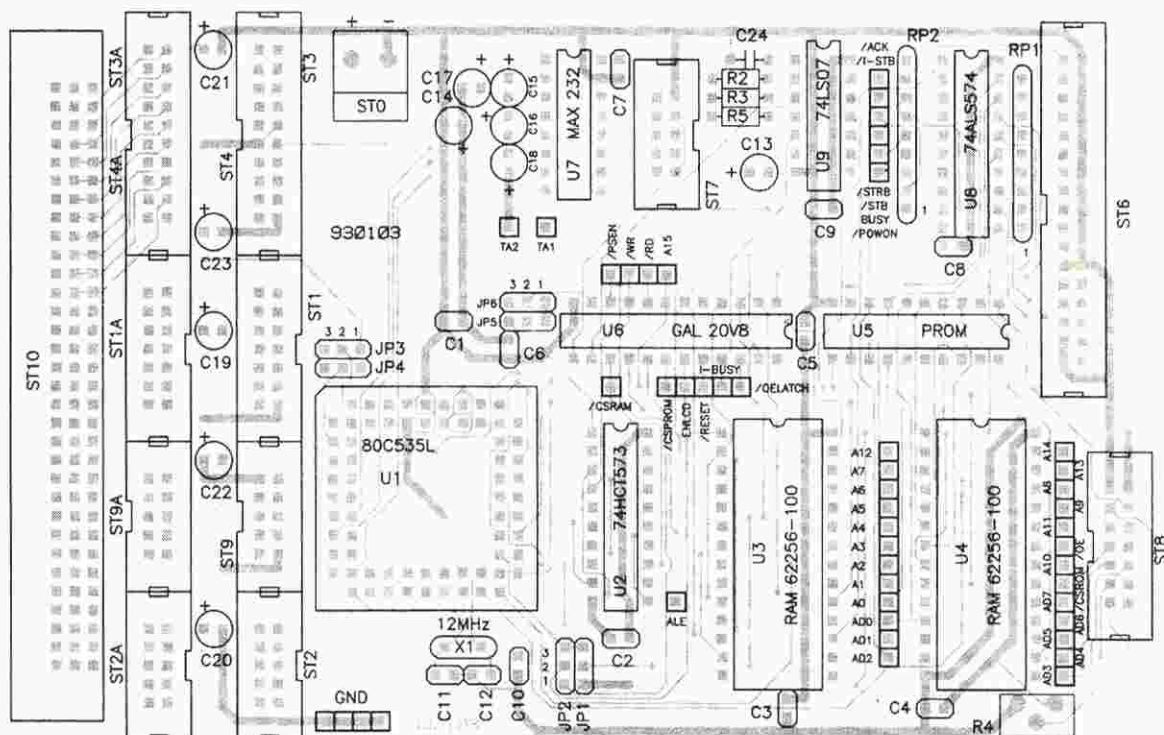 ST10
ST3A
ST4A
ST1A
ST9A
ST2A
+
C21
+
C23
+
C19
+
C22
+
C20
ST3
ST4
ST1
ST9
ST2
+ -
ST0
930103
C17
C14
+
+
C15
+
C16
C18
+
+
TA2
TA1
U7 MAX 232
C7
ST7
C24
R2
R3
R5
C13
+
U9 74LS07
C9
/ACK
/I-STB
/STRB
/STB
BUSY
/POWON
RP2
1
U8 74ALS574
C8
RP1
1
ST6
/PSEN
/WR
/RD
A15
3 2 1
JP6
JP5
C1
C6
U6 GAL 20V8
C5
U5 PROM
3 2 1
JP3
JP4
80C535L
U1
/CSRAM
I-BUSY
/OELATCH
/CSPROM
ENLCD
/RESET
U2 74HCT573
C2
ALE
U3
RAM 62256-100
C3
A12
A7
A6
A5
A4
A3
A2
A1
A0
AD0
AD1
AD2
U4
RAM 62256-100
C4
R4
A14
A13
A8
A9
A11
/OE
A10
/CSROM
AD7
AD6
AD5
AD4
AD3
ST8
12MHz
X1
C11
C12
C10
3
2
1
JP2
JP1
GND